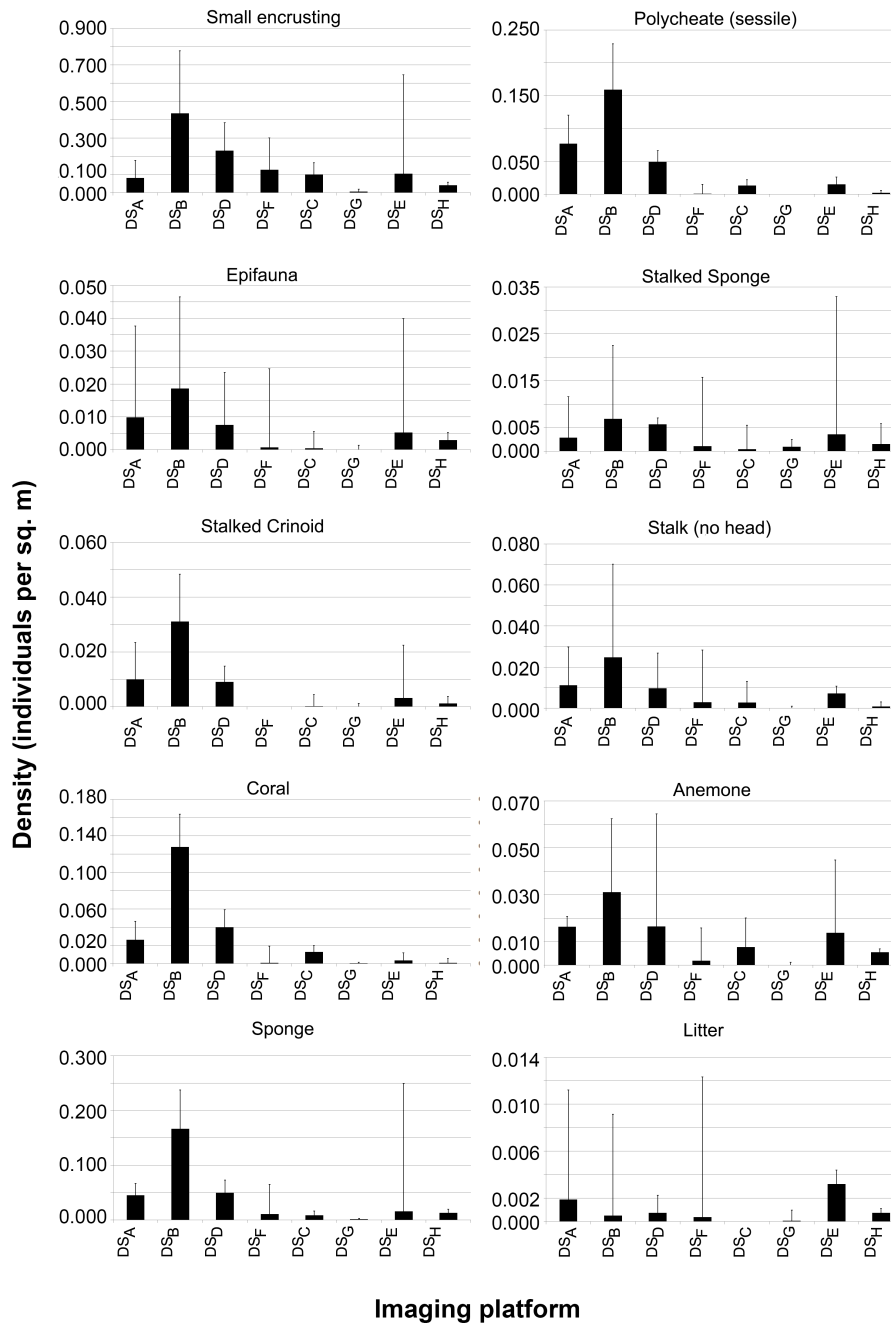 Density (individuals per sq. m)
Small encrusting
0.900
0.700
0.500
0.300
0.100
0.000
DSA
DSB
DSD
DSF
DSC
DSG
DSE
DSH
Polycheate (sessile)
0.250
0.150
0.050
0.000
DSA
DSB
DSD
DSF
DSC
DSG
DSE
DSH
Epifauna
0.050
0.040
0.030
0.020
0.010
0.000
DSA
DSB
DSD
DSF
DSC
DSG
DSE
DSH
Stalked Sponge
0.035
0.025
0.015
0.005
0.000
DSA
DSB
DSD
DSF
DSC
DSG
DSE
DSH
Stalked Crinoid
0.060
0.040
0.020
0.000
DSA
DSB
DSD
DSF
DSC
DSG
DSE
DSH
Stalk (no head)
0.080
0.060
0.040
0.020
0.000
DSA
DSB
DSD
DSF
DSC
DSG
DSE
DSH
Coral
0.180
0.140
0.100
0.060
0.020
0.000
DSA
DSB
DSD
DSF
DSC
DSG
DSE
DSH
Anemone
0.070
0.050
0.030
0.010
0.000
DSA
DSB
DSD
DSF
DSC
DSG
DSE
DSH
Sponge
0.300
0.200
0.100
0.000
DSA
DSB
DSD
DSF
DSC
DSG
DSE
DSH
Litter
0.014
0.010
0.006
0.002
0.000
DSA
DSB
DSD
DSF
DSC
DSG
DSE
DSH
Imaging platform